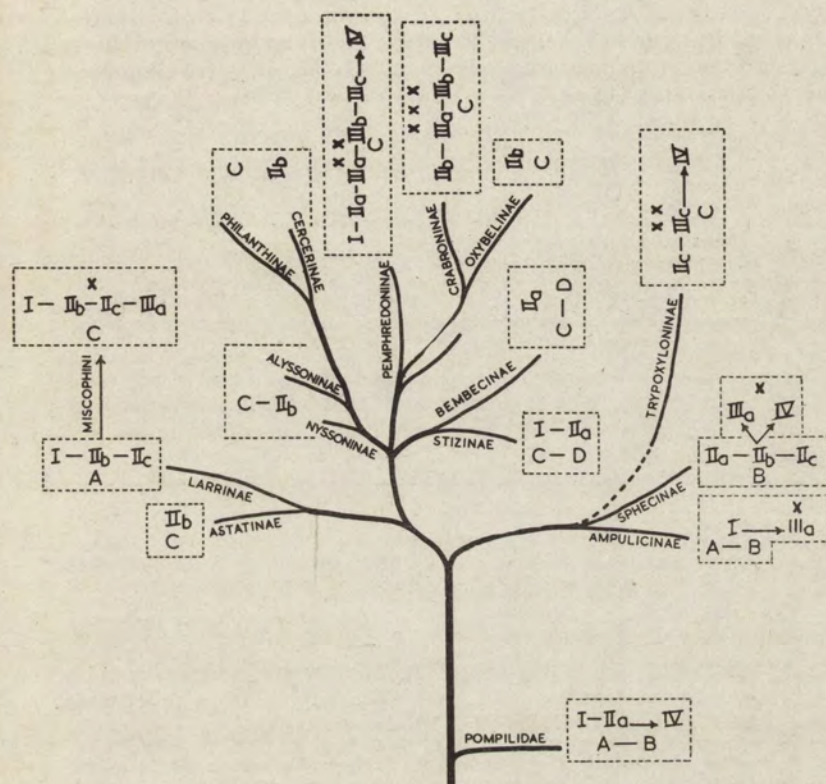 I-IIa-IIIa-IIIb-IIIc→IV
x x
C
IIb-IIIa-IIIb-IIIc
x x x
C
C IIb
PHILANTHINAE
CERCERINAE
IIb
C
CRABRONINAE
OXYBELINAE
PEMPHREDONINAE
x x
IIc-IIIc→IV
C
TRYPOXYLONINAE
x
I- IIb-IIc-IIIa
C
MISCOPHINI
IIa
C-D
BEMBECINAE
ALYSSONINAE
C-IIb
NYSSONINAE
STIZINAE
I-IIa
C-D
x
IIIa IV
IIa-IIb-IIc
B
SPHECINAE
I-IIb-IIc
A
LARRINAE
IIb
C
ASTATINAE
AMPULICINAE
x
I→IIIa
A-B
POMPILIDAE
I-IIa→IV
A-B